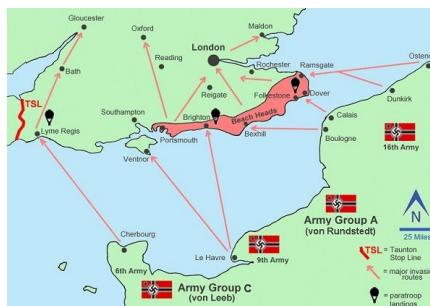 Gloucester
Oxford
Maldon
London
Reading
Bath
TSL
Rochester
Ramsgate
Ostend
Reigate
Dover
Folkestone
Dunkirk
Southampton
Beach Heads
Calais
Lyme Regis
Brighton
Bexhill
Boulogne
Portsmouth
16th Army
Ventnor
Army Group A
(von Rundstedt)
N
25 Miles
Cherbourg
Le Havre
9th Army
6th Army
Army Group C
(von Leeb)
TSL = Taunton
Stop Line
= major invasion
routes
= paratroop
landings